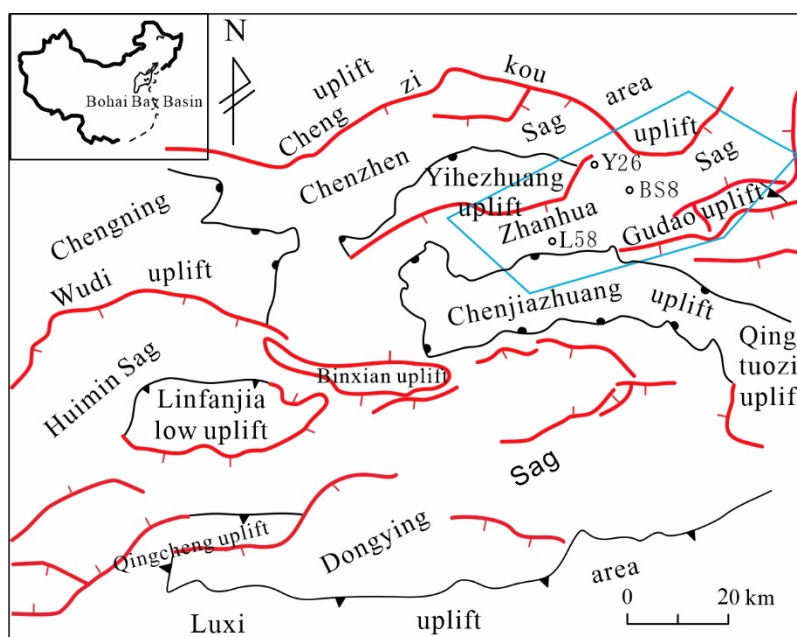 N
Bohai Bay Basin
Cheng
zi
kou
uplift
area
Chenzhen
Sag
uplift
Sag
Yihezhuang
uplift
Y26
BS8
Zhanhua
L58
Gudao uplift
Chengning
Wudi
uplift
Chenjiazhuang
uplift
Qing
tuozi
uplift
Huimin Sag
Binxian uplift
Linfanjia
low uplift
Sag
Dongying
Qingcheng uplift
area
Luxi
uplift
0
20 km